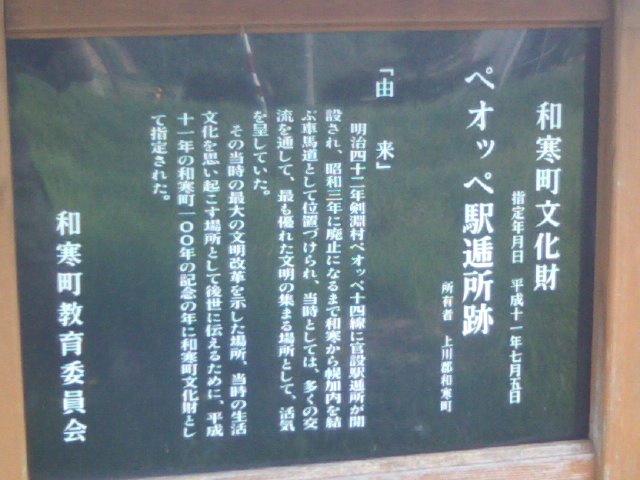 和寒町文化財
指定年月日 平成十一年七月五日
ペオッペ駅逓所跡
所有者 上川郡和寒町
「由来」
明治四十二年剣淵村ペオッペ十四線に官設駅逓所が開
設され、昭和三年に廃止になるまで和寒から幌加内を結
ぶ車馬道として位置づけられ、当時としては、多くの交
流を通して、最も優れた文明の集まる場所として、活気
を呈していた。
その当時の最大の文明改革を示した場所、当時の生活
文化を思い起こす場所として後世に伝えるために、平成
十一年の和寒町一〇〇年の記念の年に和寒町文化財とし
て指定された。
和寒町教育委員会